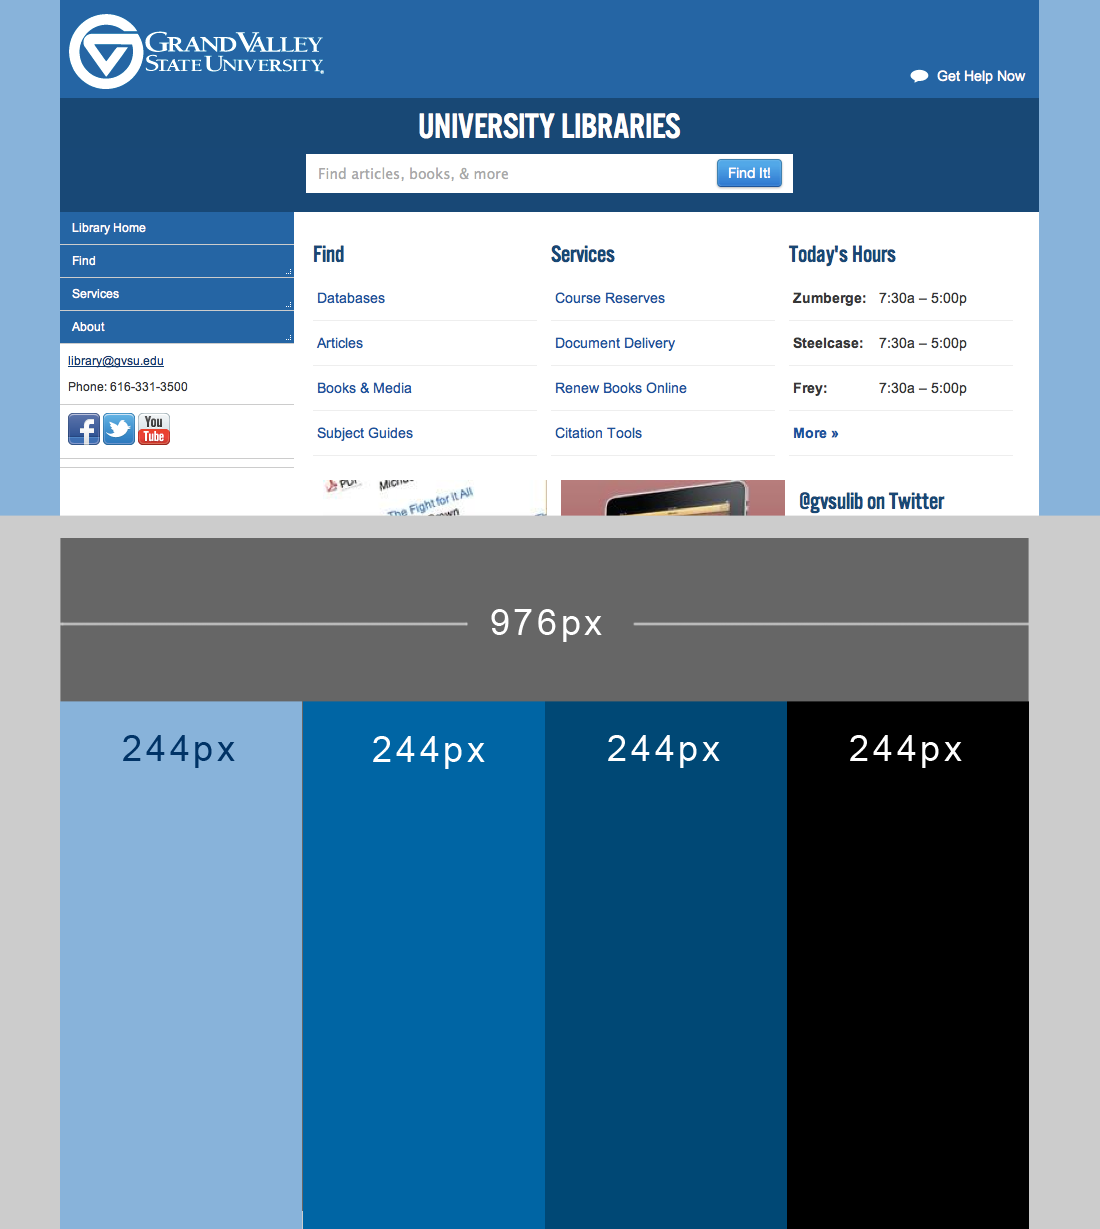 GRAND VALLEY
STATE UNIVERSITY.
Get Help Now
UNIVERSITY LIBRARIES
Find articles, books, & more
Find It!
Library Home
Find
Services
About
library@gvsu.edu
Phone: 616-331-3500
You
Tube
Find
Databases
Articles
Books & Media
Subject Guides
Services
Course Reserves
Document Delivery
Renew Books Online
Citation Tools
Today's Hours
Zumberge: 7:30a – 5:00p
Steelcase: 7:30a – 5:00p
Frey: 7:30a – 5:00p
More »
The Fight for it All
@gvsulib on Twitter
976px
244px
244px
244px
244px